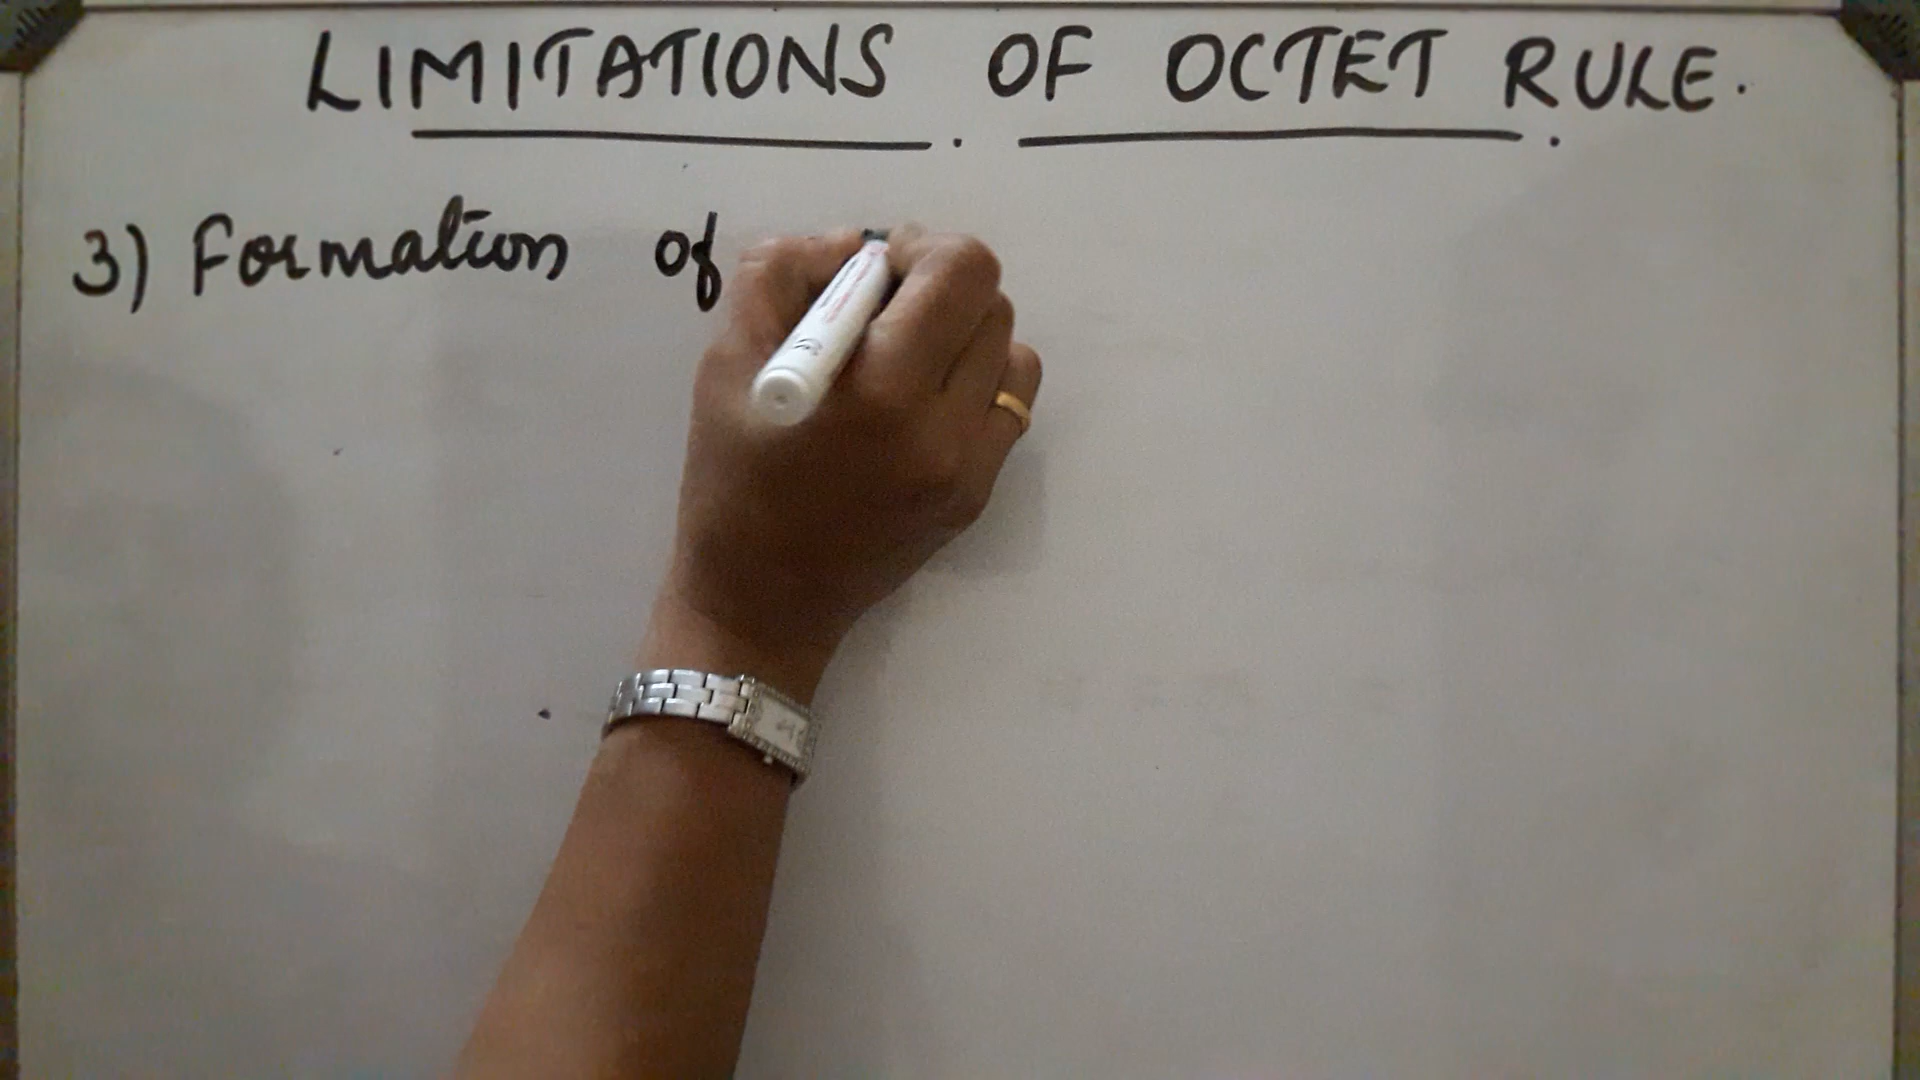 LIMITATIONS OF OCTET RULE.
3) Formation of